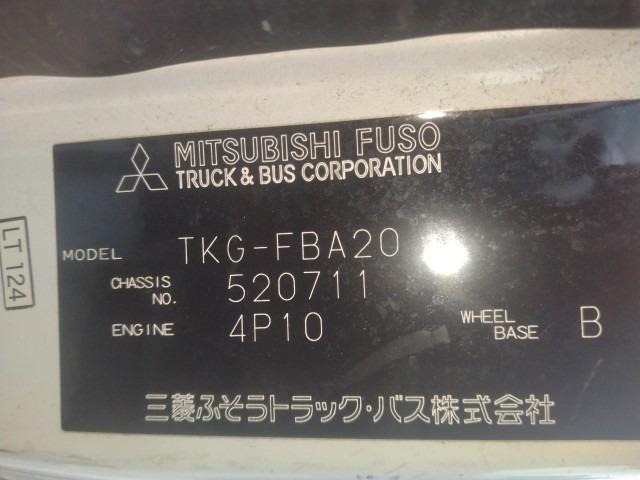 MITSUBISHI FUSO
TRUCK & BUS CORPORATION
MODEL TKG-FBA20
CHASSIS NO. 520711
ENGINE 4P10 WHEEL BASE B
三菱ふそうトラック・バス株式会社
LT 124